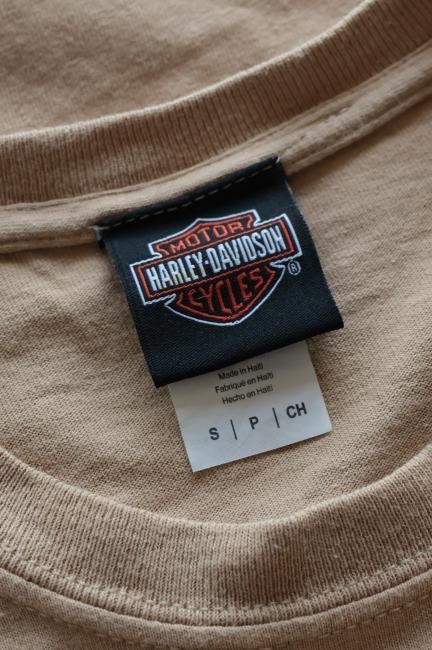 MOTOR
HARLEY-DAVIDSON
CYCLES
®
Made in Haiti
Fabriqué en Haïti
Hecho en Haití
S | P | CH